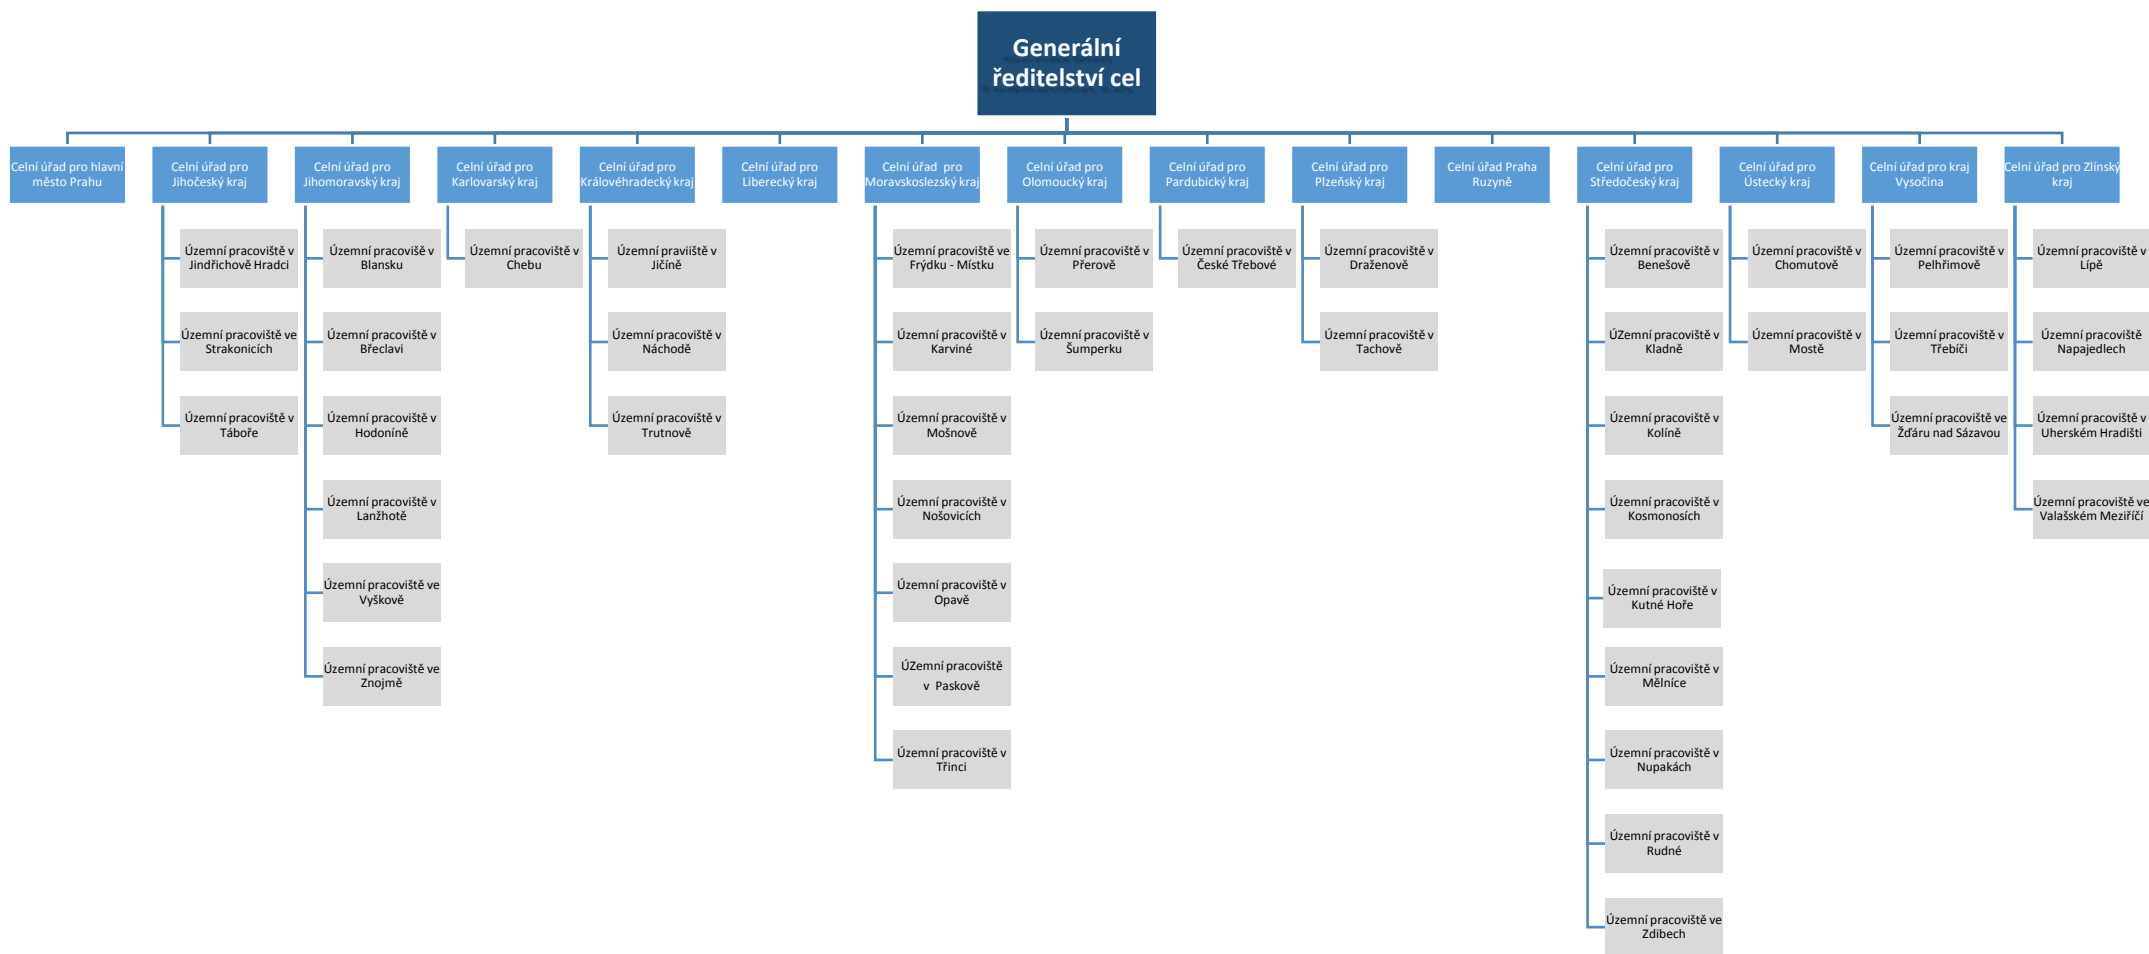 Generální
ředitelství cel
Celní úřad pro hlavní
město Prahu
Celní úřad pro
Jihočeský kraj
Celní úřad pro
Jihomoravský kraj
Celní úřad pro
Karlovarský kraj
Celní úřad pro
Královéhradecký kraj
Celní úřad pro
Liberecký kraj
Celní úřad  pro
Moravskoslezský kraj
Celní úřad pro
Olomoucký kraj
Celní úřad pro
Pardubický kraj
Celní úřad pro
Plzeňský kraj
Celní úřad Praha
Ruzyně
Celní úřad pro
Středočeský kraj
Celní úřad pro
Ústecký kraj
Celní úřad pro kraj
Vysočina
Celní úřad pro Zlínský
kraj
Územní pracoviště v
Jindřichově Hradci
Územní pracoviště ve
Strakonicích
Územní pracoviště v
Táboře
Územní pracovišě v
Blansku
Územní pracoviště v
Břeclavi
Územní pracoviště v
Hodoníně
Územní pracoviště v
Lanžhotě
Územní pracoviště ve
Vyškově
Územní pracoviště ve
Znojmě
Územní pracoviště v
Chebu
Územní praviiště v
Jičíně
Územní pracoviště v
Náchodě
Územní pracoviště v
Trutnově
Územní pracoviště ve
Frýdku - Místku
Územní pracoviště v
Karviné
Územní pracoviště v
Mošnově
Územní pracoviště v
Nošovicích
Územní pracoviště v
Opavě
ÚZemní pracoviště
v  Paskově
Územní pracoviště v
Třinci
Územní pracoviště v
Přerově
Územní pracoviště v
Šumperku
Územní pracoviště v
České Třebové
Územní pracoviště v
Draženově
Územní pracoviště v
Tachově
Územní pracoviště v
Benešově
ÚZemní pracoviště v
Kladně
Územní pracoviště v
Kolíně
Územní pracoviště v
Kosmonosích
Územní pracoviště v
Kutné Hoře
Územní pracoviště v
Mělníce
Územní pracoviště v
Nupakách
Územní pracoviště v
Rudné
Územní pracoviště ve
Zdibech
Územní pracoviště v
Chomutově
Územní pracoviště v
Mostě
Územní pracoviště v
Pelhřimově
Územní pracoviště v
Třebíči
Územní pracoviště ve
Žďáru nad Sázavou
Územní pracoviště v
Lípě
Územní pracoviště
Napajedlech
Územní pracoviště v
Uherském Hradišti
Územní pracoviště ve
Valašském Meziříčí